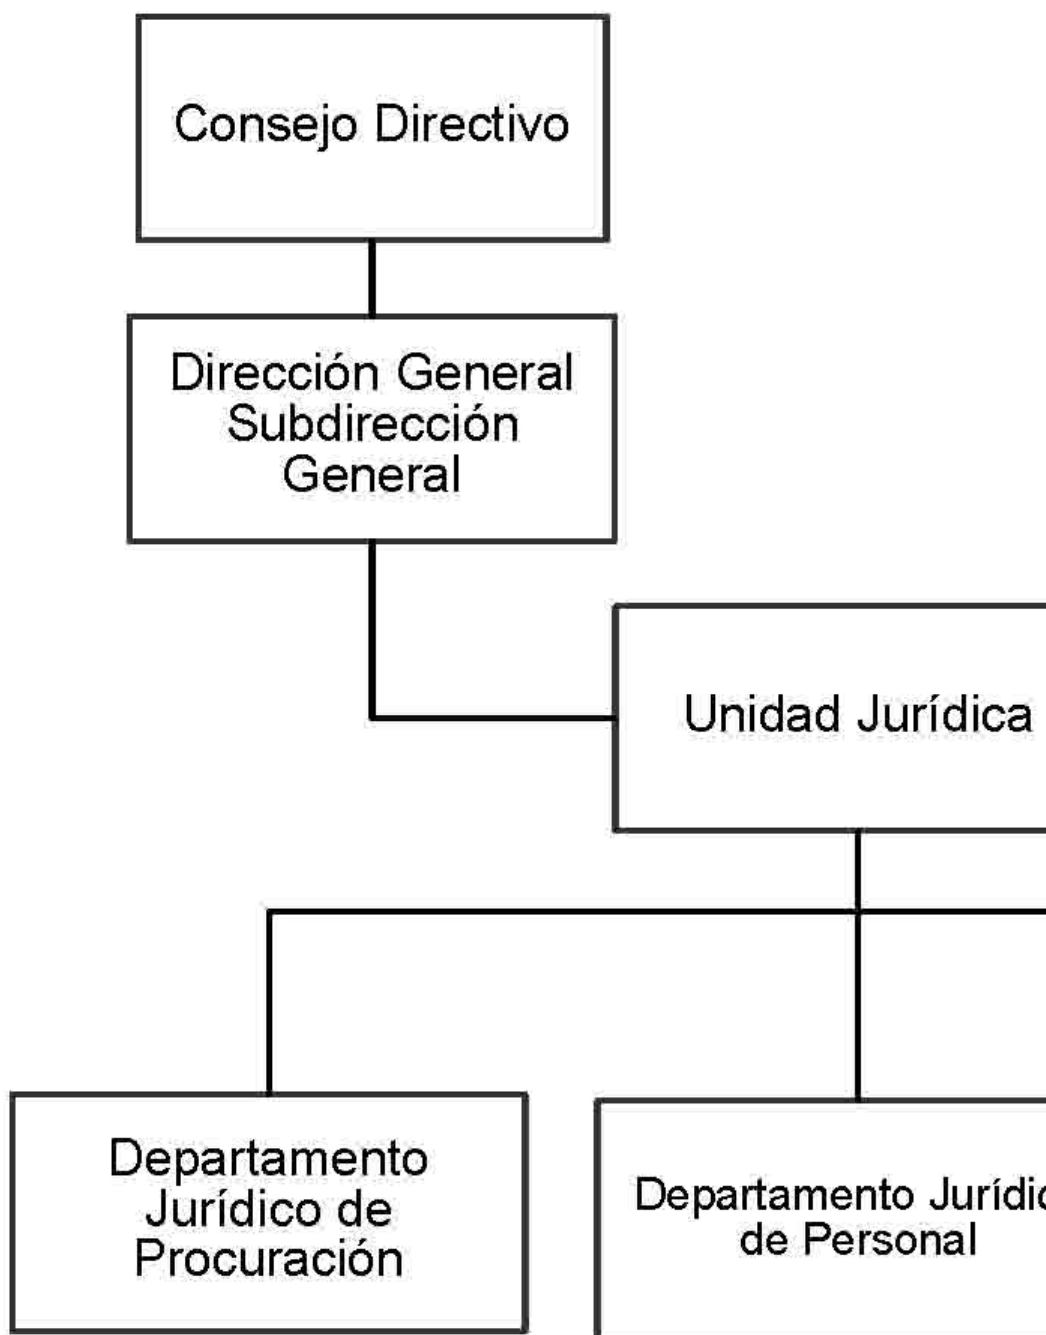 Consejo Directivo
Dirección General
Subdirección
General
Unidad Jurídica
Departamento
Jurídico de
Procuración
Departamento Jurídic
de Personal